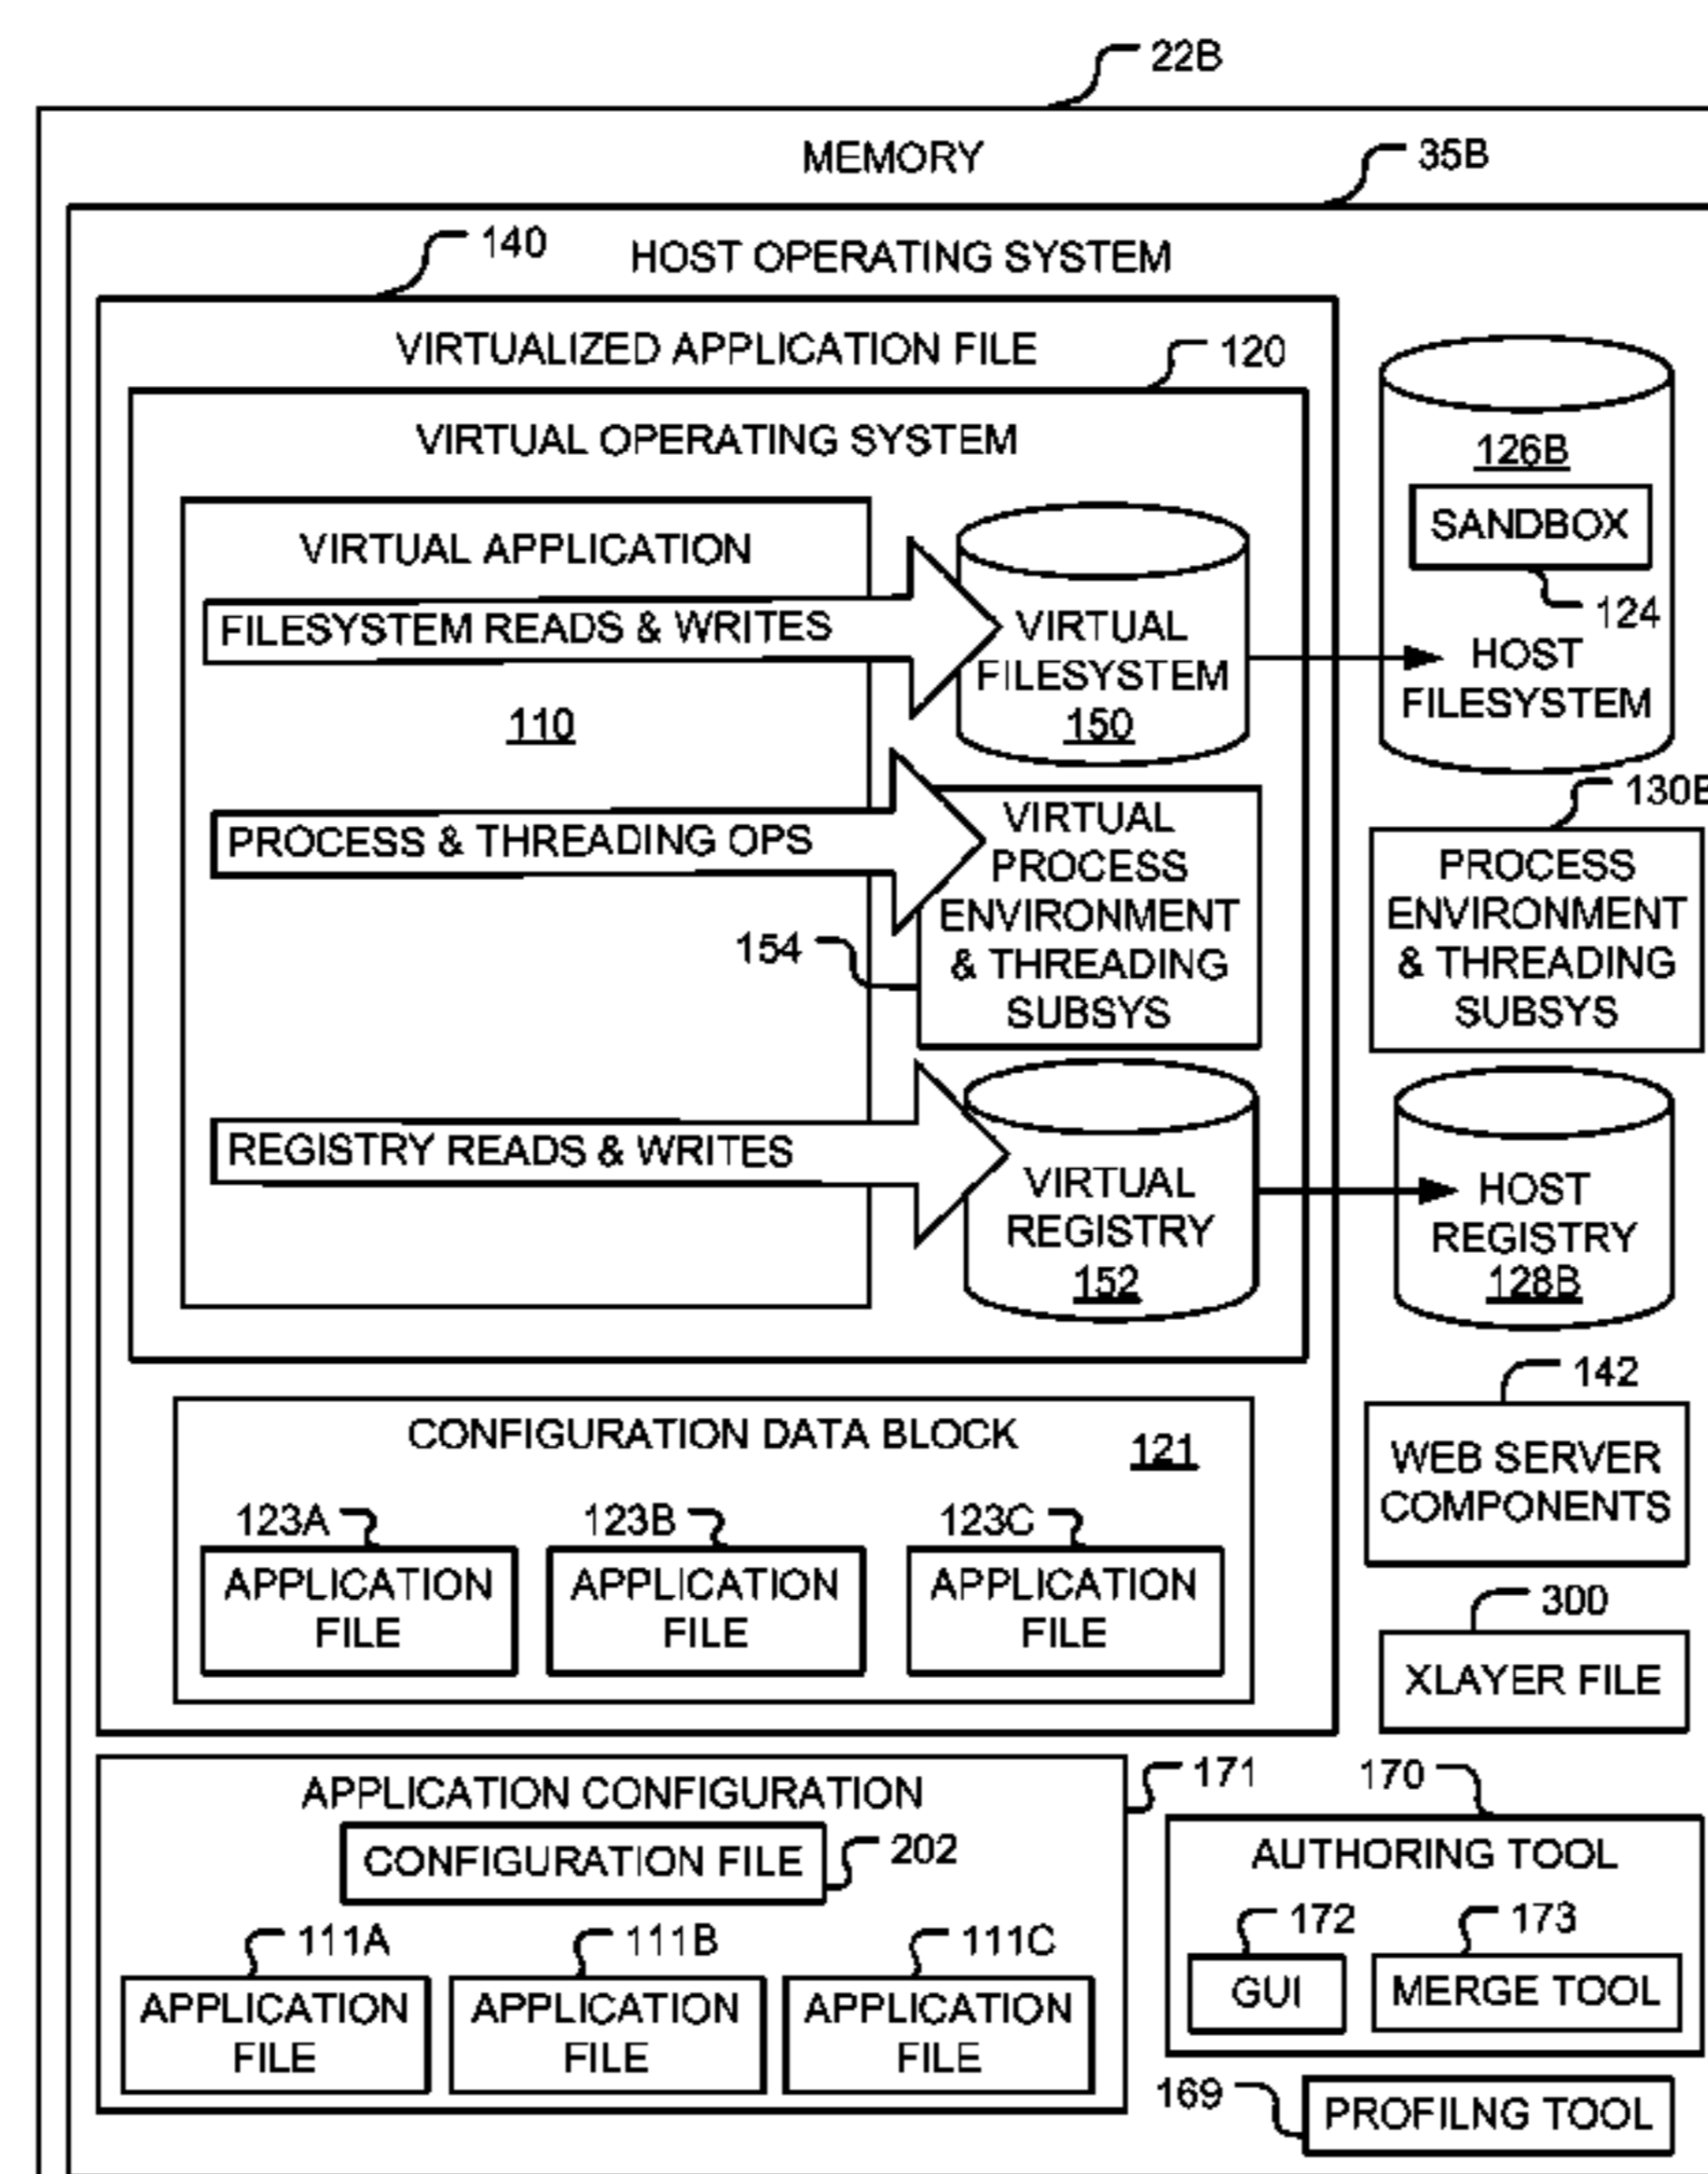 22B
MEMORY
35B
HOST OPERATING SYSTEM
140
VIRTUALIZED APPLICATION FILE
120
VIRTUAL OPERATING SYSTEM
VIRTUAL APPLICATION
FILESYSTEM READS & WRITES
110
PROCESS & THREADING OPS
154
REGISTRY READS & WRITES
VIRTUAL
FILESYSTEM
150
VIRTUAL
PROCESS
ENVIRONMENT
& THREADING
SUBSYS
VIRTUAL
REGISTRY
152
126B
SANDBOX
124
HOST
FILESYSTEM
130B
PROCESS
ENVIRONMENT
& THREADING
SUBSYS
HOST
REGISTRY
128B
142
WEB SERVER
COMPONENTS
300
XLAYER FILE
CONFIGURATION DATA BLOCK
121
123A
APPLICATION
FILE
123B
APPLICATION
FILE
123C
APPLICATION
FILE
171
APPLICATION CONFIGURATION
CONFIGURATION FILE
202
111A
APPLICATION
FILE
111B
APPLICATION
FILE
111C
APPLICATION
FILE
170
AUTHORING TOOL
172
GUI
173
MERGE TOOL
169
PROFILNG TOOL